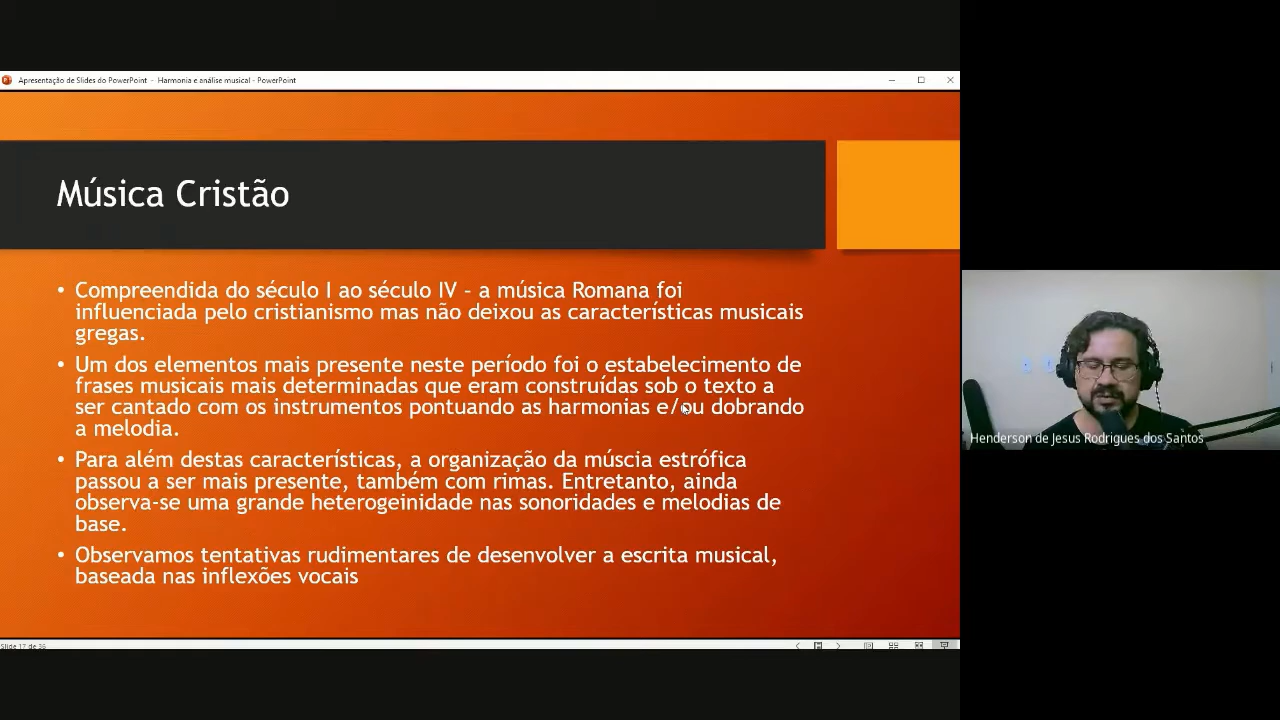 Apresentação de Slides do PowerPoint - Harmonia e análise musical - PowerPoint
Música Cristão
• Compreendida do século I ao século IV - a música Romana foi
influenciada pelo cristianismo mas não deixou as características musicais
gregas.
• Um dos elementos mais presente neste período foi o estabelecimento de
frases musicais mais determinadas que eram construídas sob o texto a
ser cantado com os instrumentos pontuando as harmonias e/ou dobrando
a melodia.
• Para além destas características, a organização da múscia estrófica
passou a ser mais presente, também com rimas. Entretanto, ainda
observa-se uma grande heterogeinidade nas sonoridades e melodias de
base.
• Observamos tentativas rudimentares de desenvolver a escrita musical,
baseada nas inflexões vocais
Henderson de Jesus Rodrigues dos Santos
Slide 17 de 36